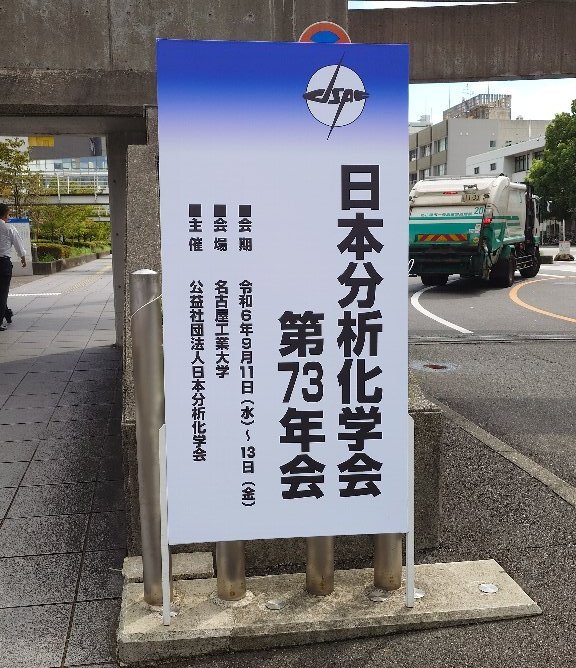 JSAC
日本分析化学会
第73年会
■会期 令和6年9月11日（水）～13日（金）
■会場 名古屋工業大学
■主催 公益社団法人日本分析化学会